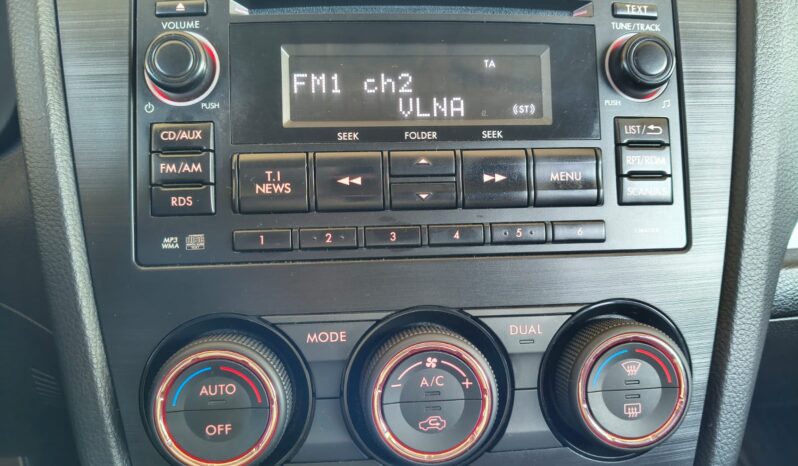 VOLUME
TEXT
TUNE/TRACK
PUSH
PUSH
TA
FM1 ch2
VLNA
(ST)
SEEK
FOLDER
SEEK
CD/AUX
FM/AM
RDS
T.I
NEWS
MENU
LIST/
RPT/RDM
SCAN/AS
MP3
WMA
1
2
3
4
5
6
MODE
DUAL
AUTO
OFF
A/C
− +